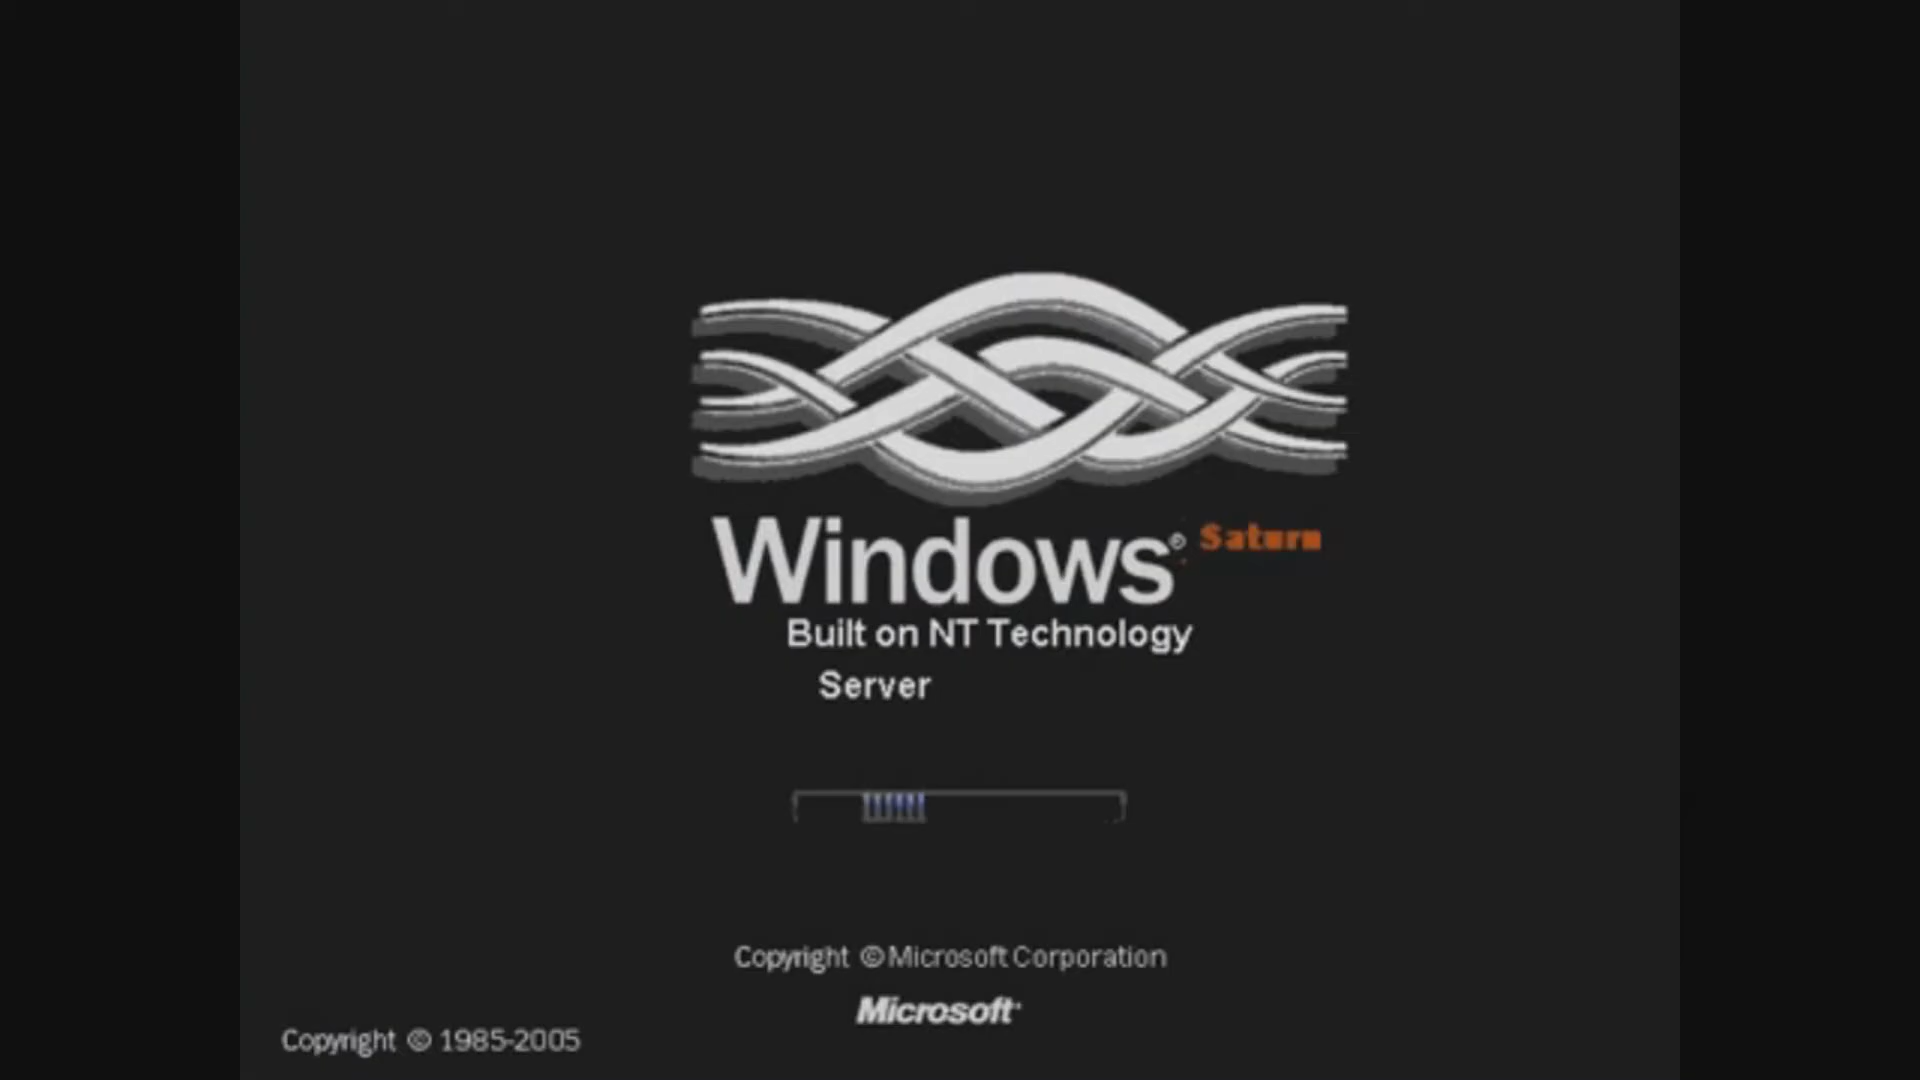 Windows® Saturn
Built on NT Technology
Server
Copyright © Microsoft Corporation
Microsoft
Copyright © 1985-2005